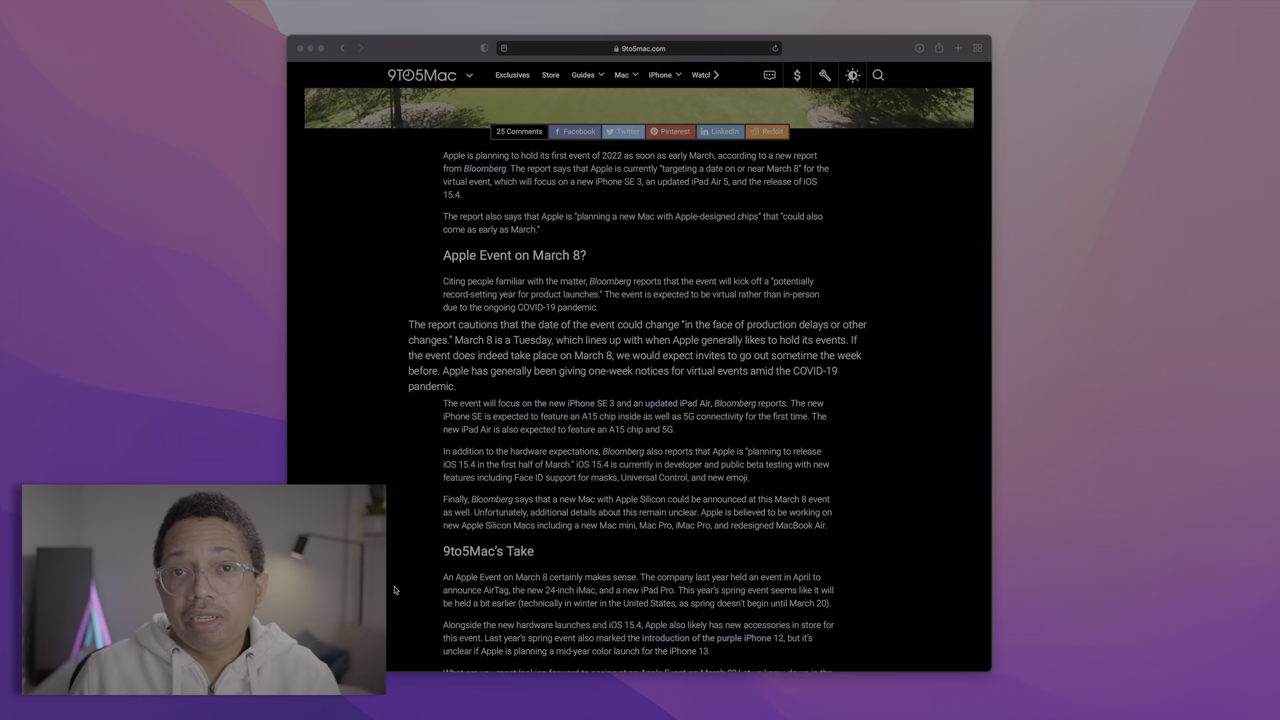 9to5mac.com
9TO5Mac Exclusives Store Guides Mac iPhone Watcl
25 Comments Facebook Twitter Pinterest LinkedIn Reddit
Apple is planning to hold its first event of 2022 as soon as early March, according to a new report
from Bloomberg. The report says that Apple is currently "targeting a date on or near March 8" for the
virtual event, which will focus on a new iPhone SE 3, an updated iPad Air 5, and the release of iOS
15.4.
The report also says that Apple is "planning a new Mac with Apple-designed chips" that "could also
come as early as March."
Apple Event on March 8?
Citing people familiar with the matter, Bloomberg reports that the event will kick off a "potentially
record-setting year for product launches." The event is expected to be virtual rather than in-person
due to the ongoing COVID-19 pandemic.
The report cautions that the date of the event could change "in the face of production delays or other
changes." March 8 is a Tuesday, which lines up with when Apple generally likes to hold its events. If
the event does indeed take place on March 8, we would expect invites to go out sometime the week
before. Apple has generally been giving one-week notices for virtual events amid the COVID-19
pandemic.
The event will focus on the new iPhone SE 3 and an updated iPad Air, Bloomberg reports. The new
iPhone SE is expected to feature an A15 chip inside as well as 5G connectivity for the first time. The
new iPad Air is also expected to feature an A15 chip and 5G.
In addition to the hardware expectations, Bloomberg also reports that Apple is "planning to release
iOS 15.4 in the first half of March." iOS 15.4 is currently in developer and public beta testing with new
features including Face ID support for masks, Universal Control, and new emoji.
Finally, Bloomberg says that a new Mac with Apple Silicon could be announced at this March 8 event
as well. Unfortunately, additional details about this remain unclear. Apple is believed to be working on
new Apple Silicon Macs including a new Mac mini, Mac Pro, iMac Pro, and redesigned MacBook Air.
9to5Mac's Take
An Apple Event on March 8 certainly makes sense. The company last year held an event in April to
announce AirTag, the new 24-inch iMac, and a new iPad Pro. This year's spring event seems like it will
be held a bit earlier (technically in winter in the United States, as spring doesn't begin until March 20).
Alongside the new hardware launches and iOS 15.4, Apple also likely has new accessories in store for
this event. Last year's spring event also marked the introduction of the purple iPhone 12, but it's
unclear if Apple is planning a mid-year color launch for the iPhone 13.